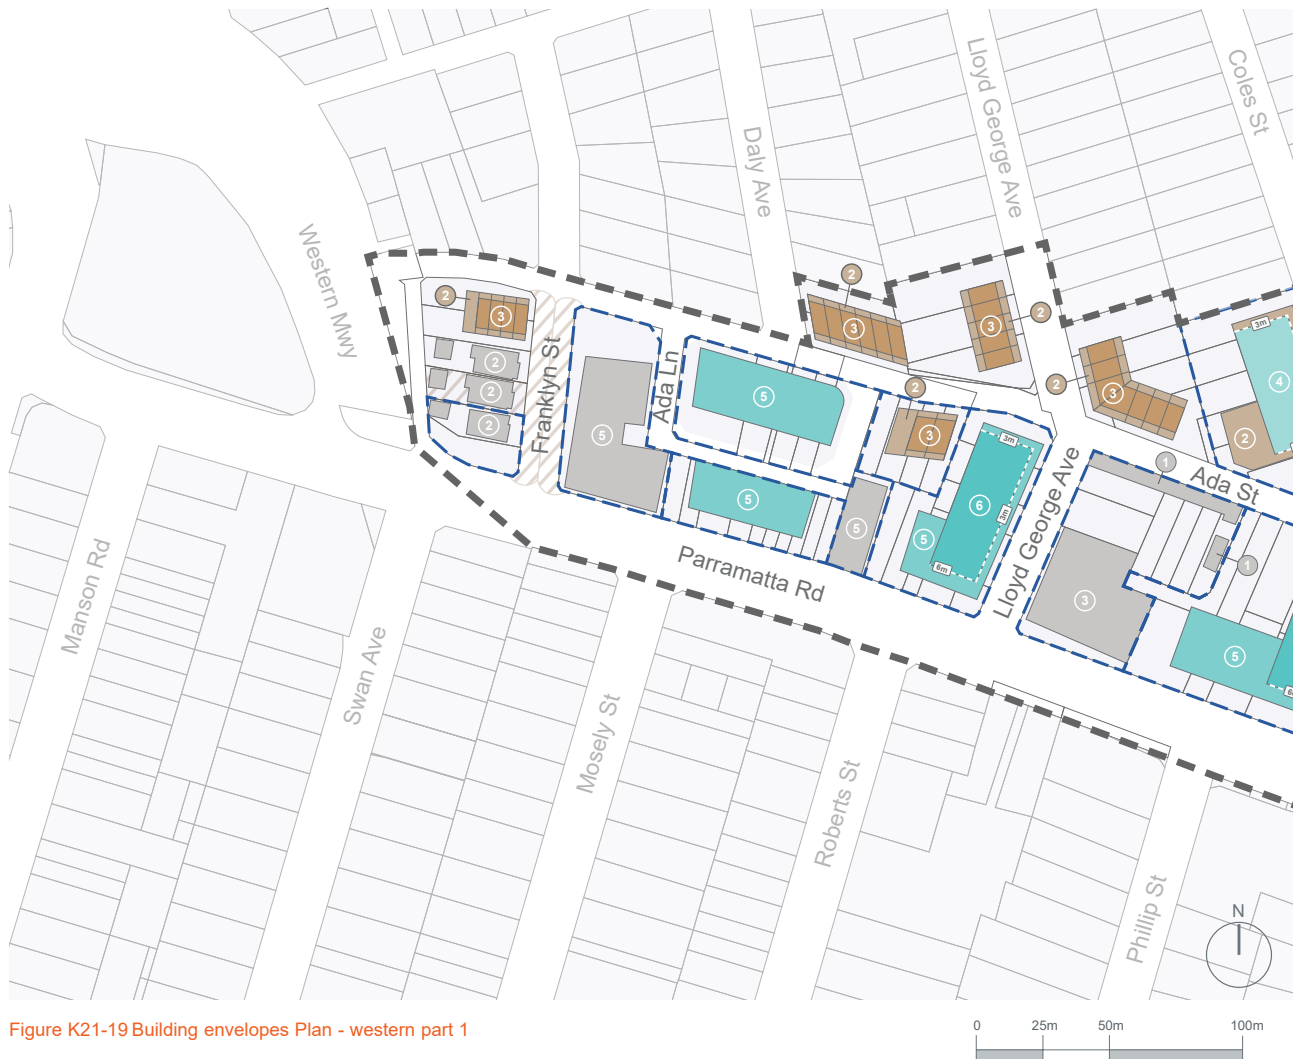 Lloyd George Ave
Coles St
Daly Ave
Western Mwy
2
2
3
2
3
3
3m
4
2
2
2
Franklyn St
Ada Ln
5
2
3
2
3
2
5
3m
1
Ada St
2
Lloyd George Ave
5
6
3m
5
5
6m
1
Manson Rd
Parramatta Rd
3
5
6m
Swan Ave
Mosely St
Roberts St
Phillip St
N
Figure K21-19 Building envelopes Plan - western part 1
0 25m 50m 100m